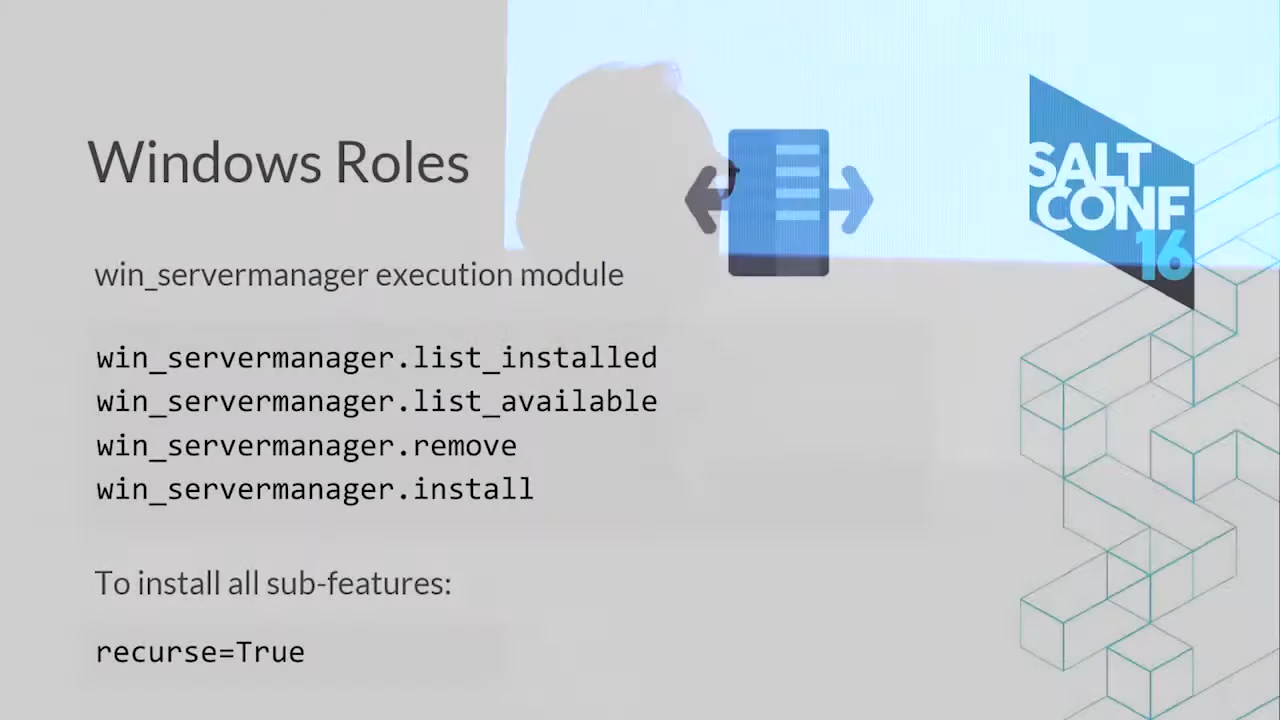 Windows Roles
SALT
CONF
16
win_servermanager execution module
win_servermanager.list_installed
win_servermanager.list_available
win_servermanager.remove
win_servermanager.install
To install all sub-features:
recurse=True